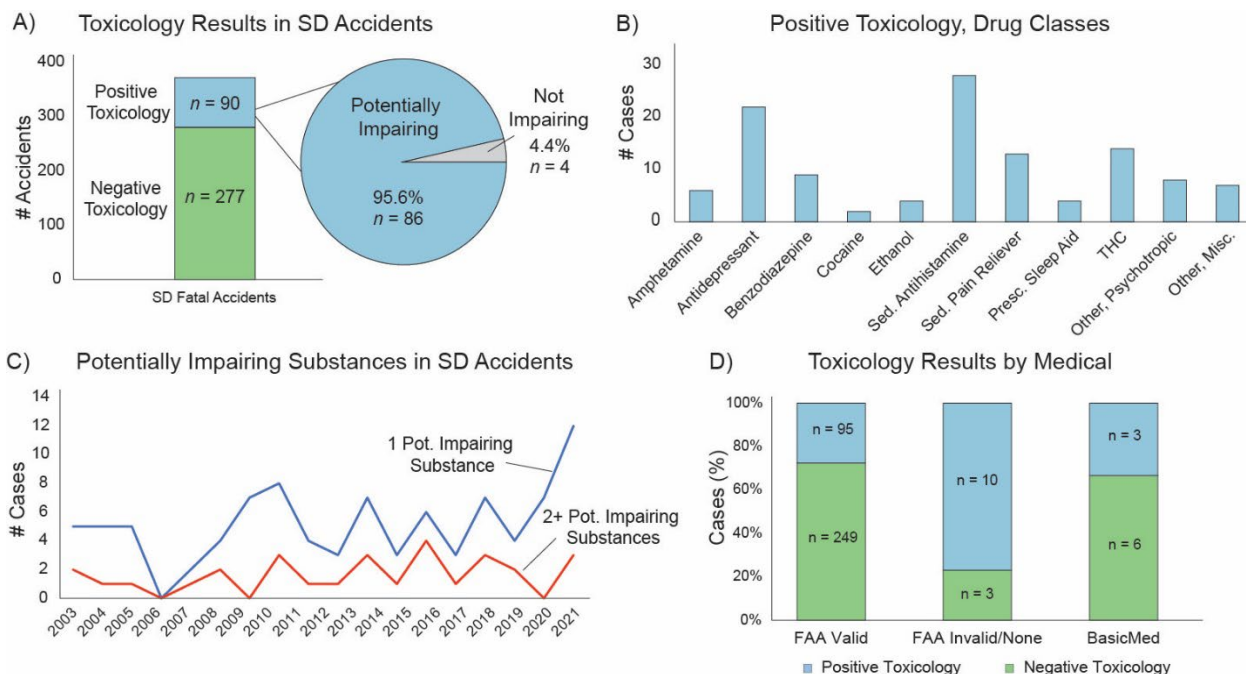 A) Toxicology Results in SD Accidents
# Accidents
400
300
200
100
0
Positive
Toxicology
n = 90
Negative
Toxicology
n = 277
SD Fatal Accidents
Potentially
Impairing
95.6%
n = 86
Not
Impairing
4.4%
n = 4
B) Positive Toxicology, Drug Classes
# Cases
30
20
10
0
Amphetamine
Antidepressant
Benzodiazepine
Cocaine
Ethanol
Sed. Antihistamine
Sed. Pain Reliever
Presc. Sleep Aid
THC
Other, Psychotropic
Other, Misc.
C) Potentially Impairing Substances in SD Accidents
# Cases
14
12
10
8
6
4
2
0
1 Pot. Impairing
Substance
2+ Pot. Impairing
Substances
2003
2004
2005
2006
2007
2008
2009
2010
2011
2012
2013
2014
2015
2016
2017
2018
2019
2020
2021
D) Toxicology Results by Medical
Cases (%)
100%
80%
60%
40%
20%
0%
n = 95
n = 249
n = 10
n = 3
n = 3
n = 6
FAA Valid
FAA Invalid/None
BasicMed
Positive Toxicology
Negative Toxicology